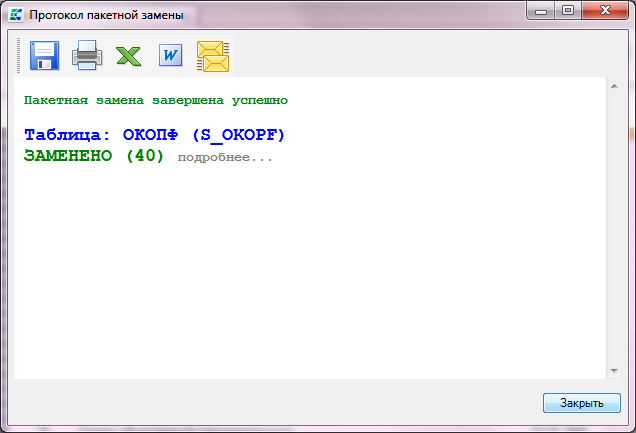 Протокол пакетной замены
W
Пакетная замена завершена успешно
Таблица: ОКОПФ (S_OKOPF)
ЗАМЕНЕНО (40) подробнее...
Закрыть